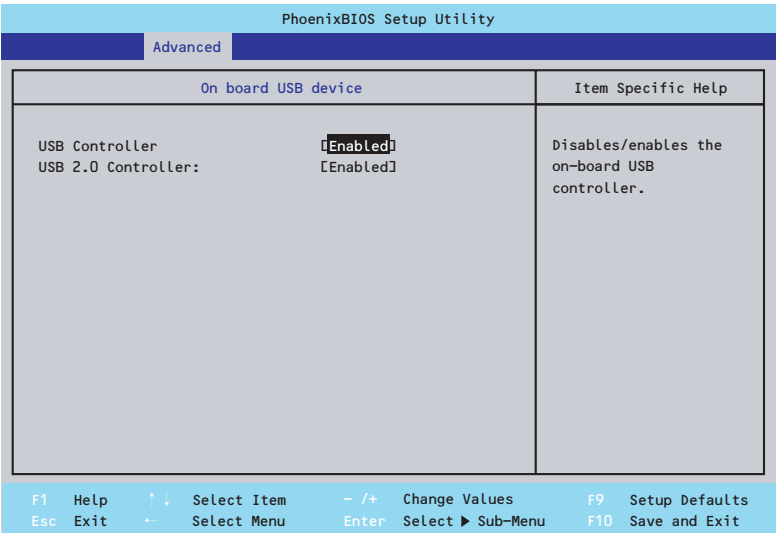 PhoenixBIOS Setup Utility
Advanced
On board USB device
Item Specific Help
USB Controller [Enabled]
USB 2.0 Controller: [Enabled]
Disables/enables the
on-board USB
controller.
F1 Help ↑↓ Select Item - /+ Change Values F9 Setup Defaults
Esc Exit ← Select Menu Enter Select ▶ Sub-Menu F10 Save and Exit